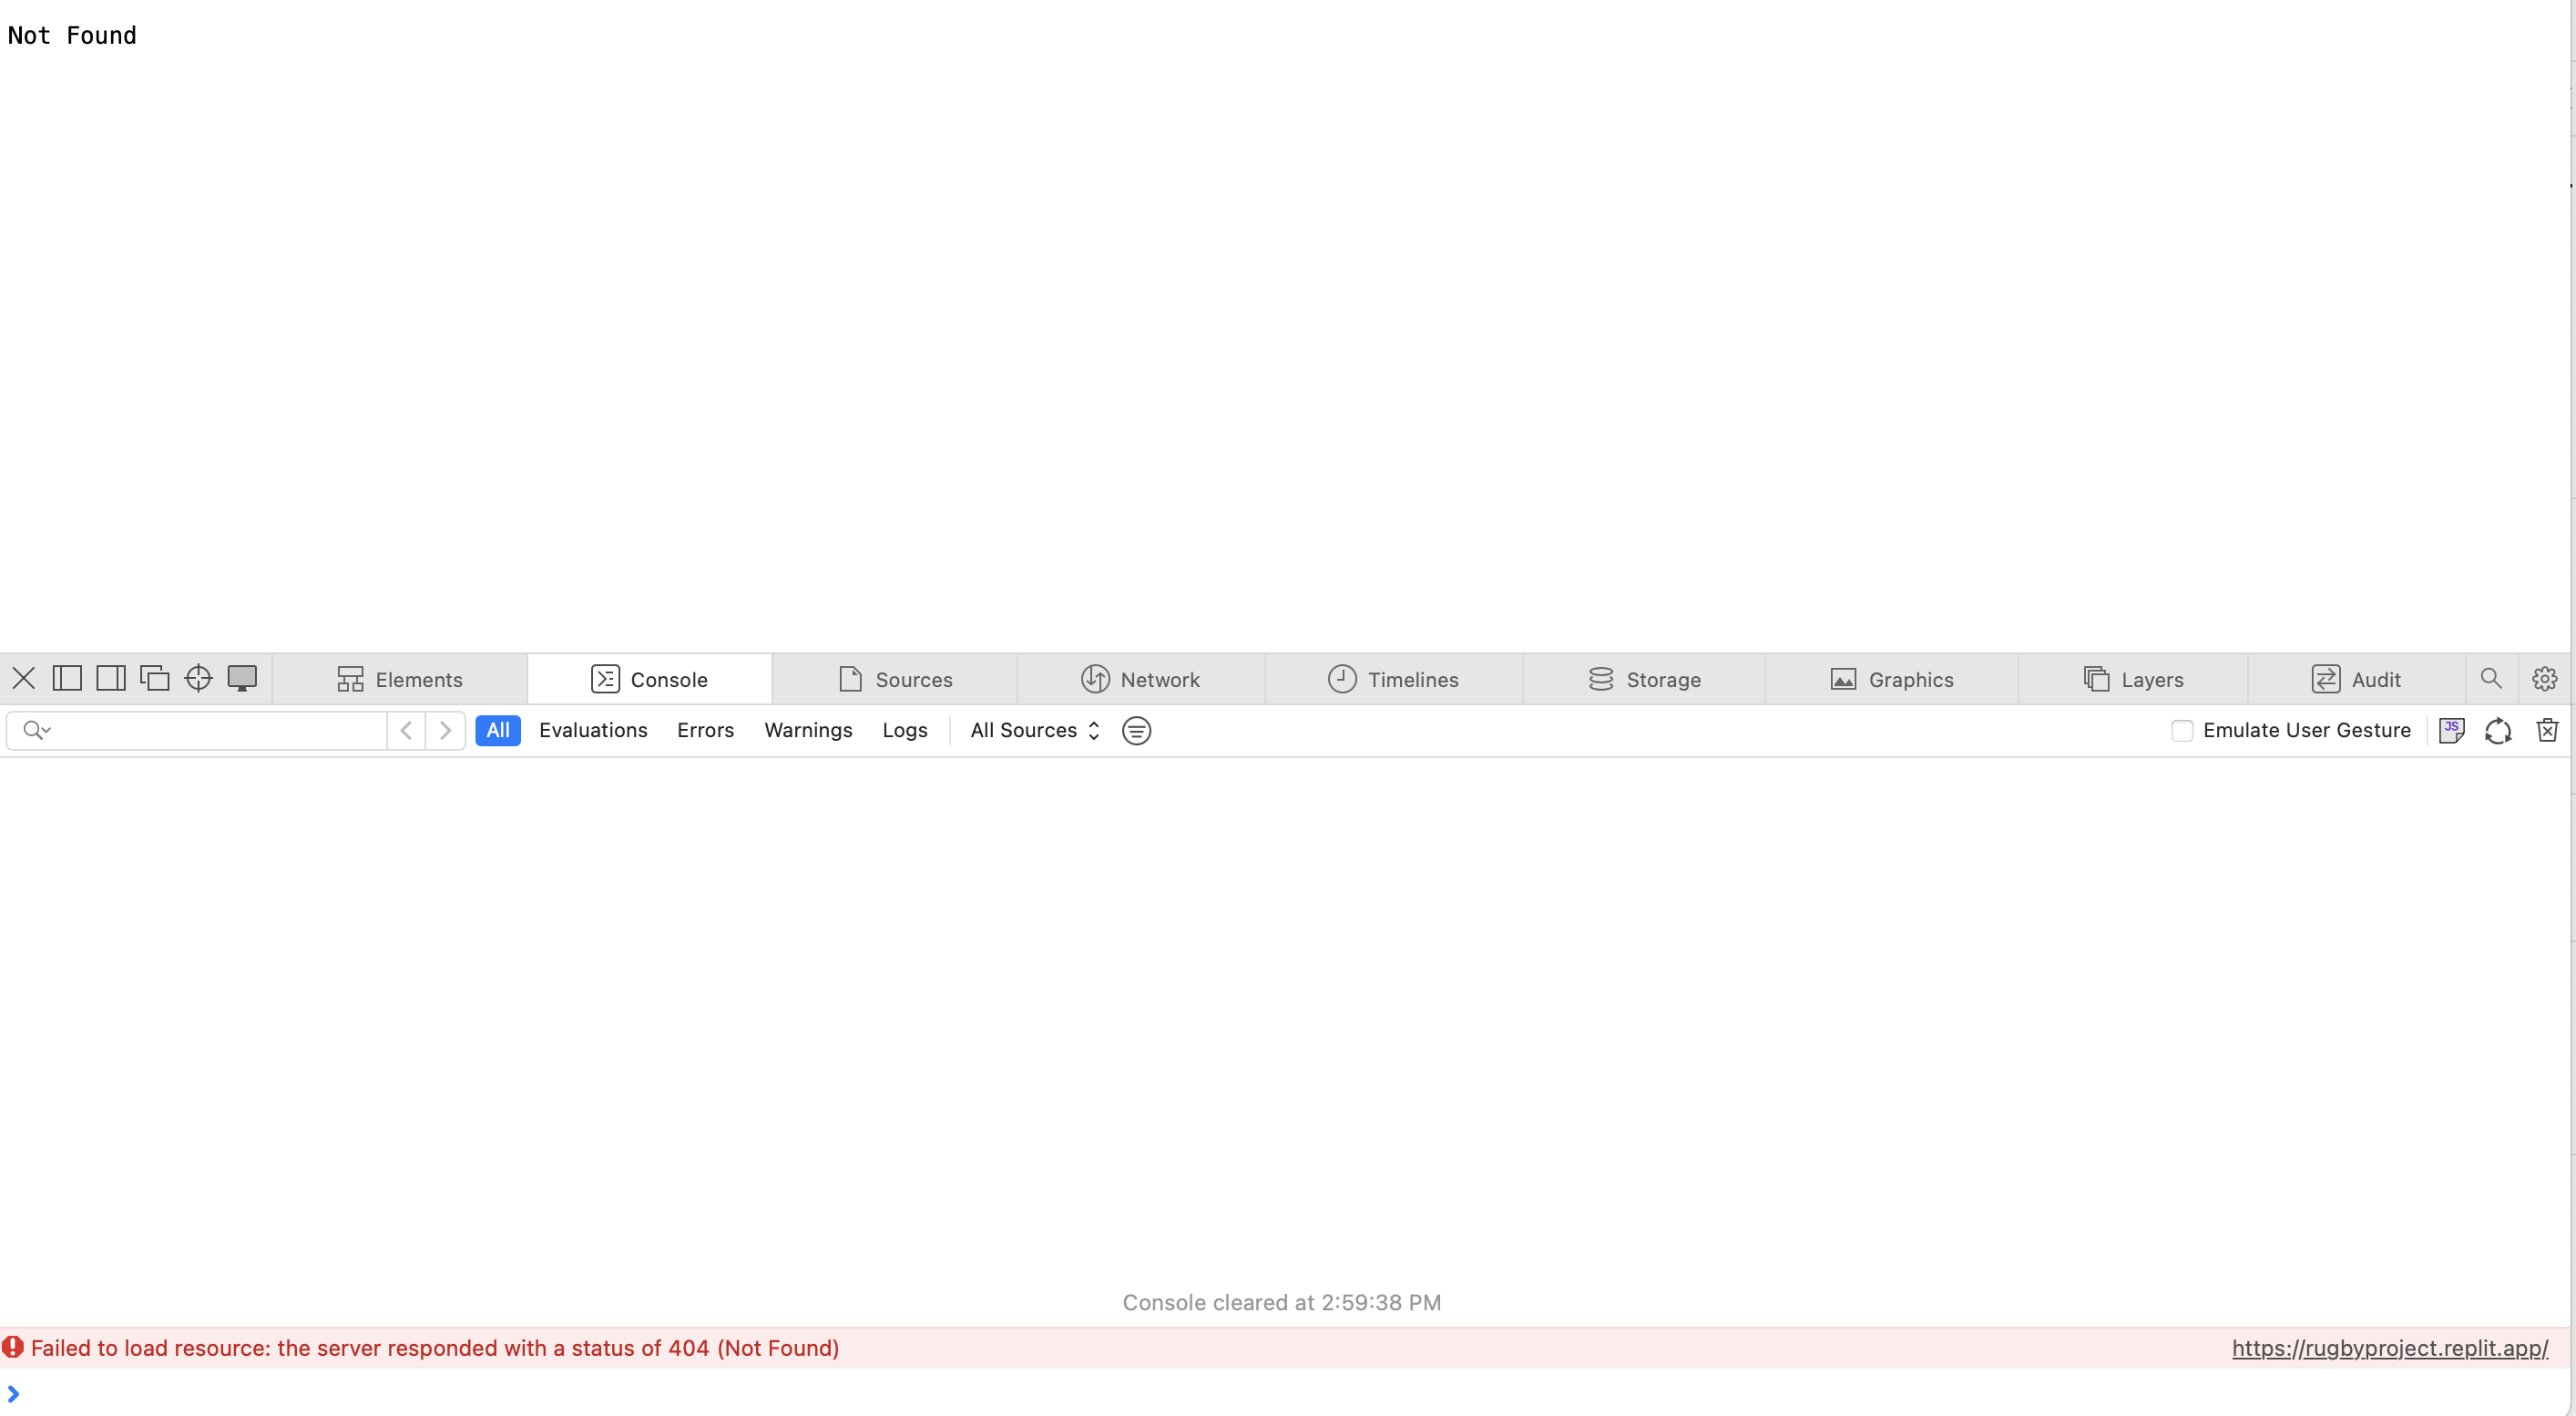 Not Found
Elements Console Sources Network Timelines Storage Graphics Layers Audit
All Evaluations Errors Warnings Logs All Sources Emulate User Gesture JS
Console cleared at 2:59:38 PM
Failed to load resource: the server responded with a status of 404 (Not Found) https://rugbyproject.replit.app/